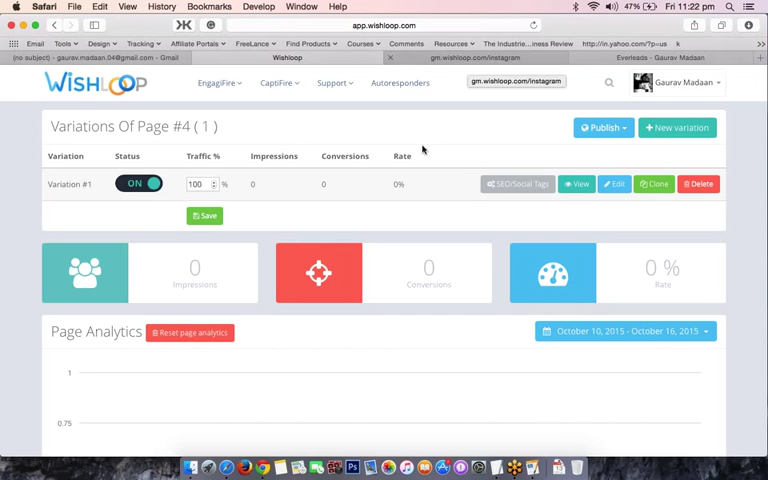 Safari File Edit View History Bookmarks Develop Window Help 47% Fri 11:22 pm
app.wishloop.com
Email Tools Design Tracking Affiliate Portals FreeLance Find Products Courses Comments Resources The Industrie...iness Review http://in.yahoo.com/?p=us k
(no subject) - gaurav.madaan.04@gmail.com - Gmail Wishloop gm.wishloop.com/instagram Everleads - Gaurav Madaan
WiSHLOOP EngagiFire CaptiFire Support Autoresponders gm.wishloop.com/instagram Gaurav Madaan
Variations Of Page #4 ( 1 ) Publish + New variation
Variation Status Traffic % Impressions Conversions Rate
Variation #1 ON 100 % 0 0 0% SEO/Social Tags View Edit Clone Delete
Save
0 0 0 %
Impressions Conversions Rate
Page Analytics Reset page analytics October 10, 2015 - October 16, 2015
1
0.75